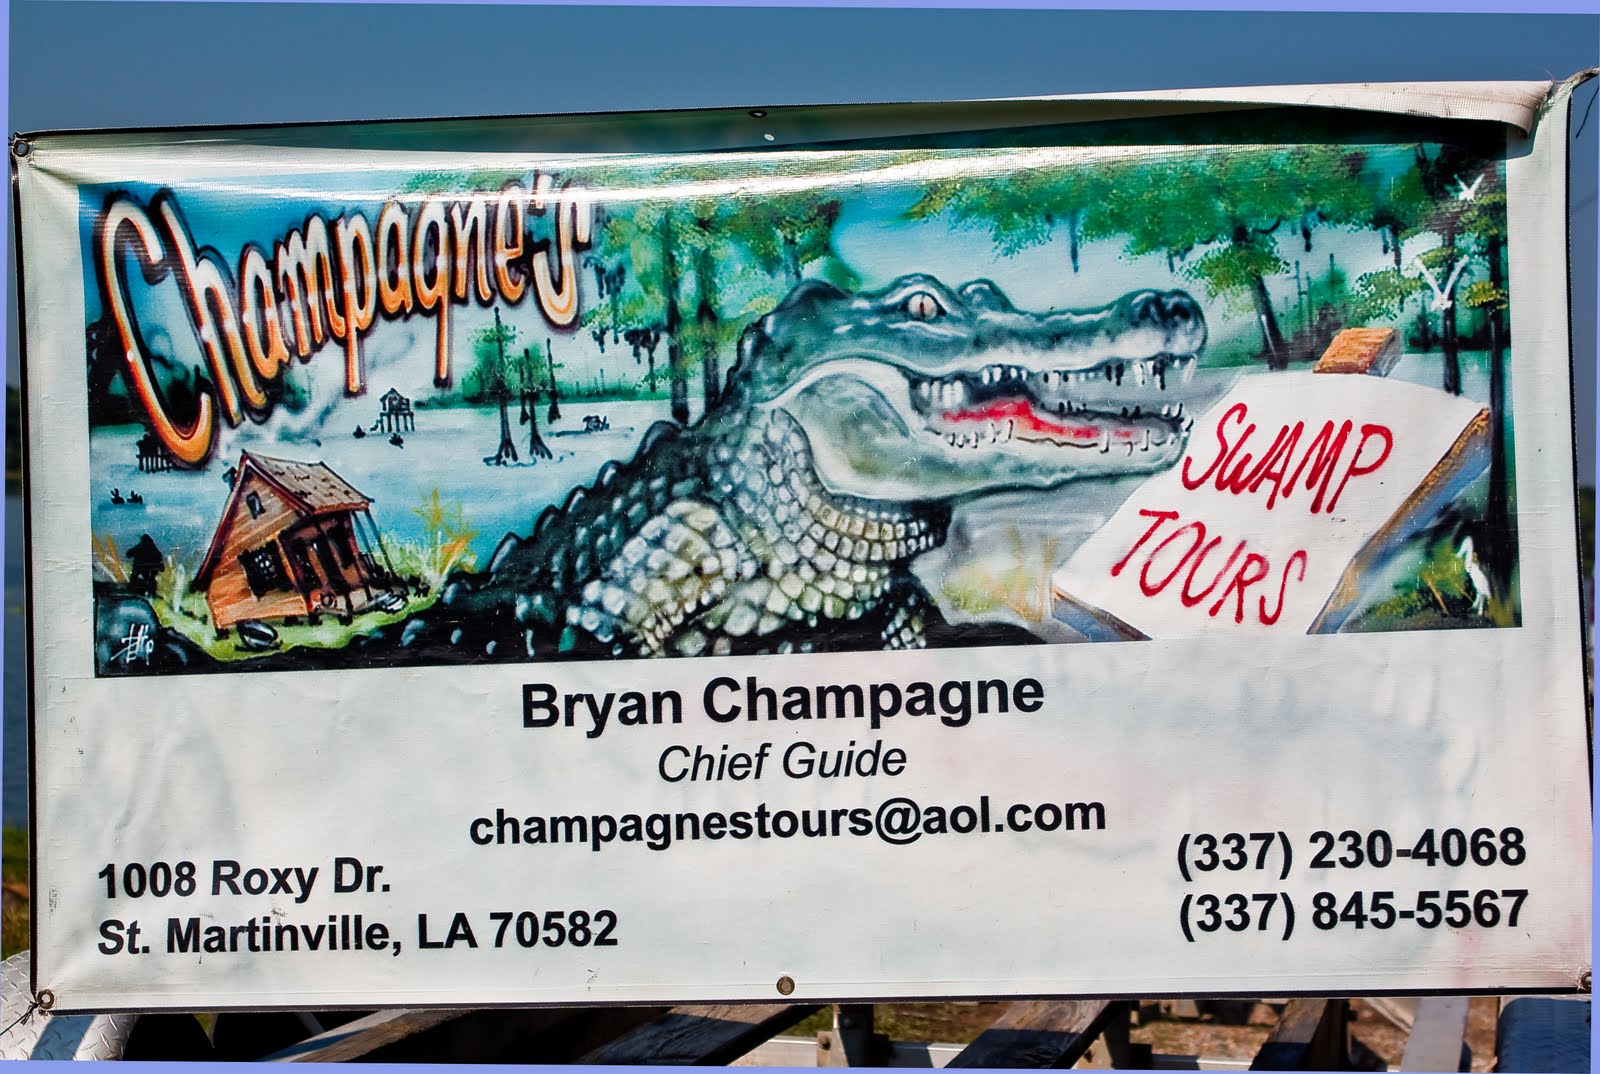 Champagne's
SWAMP
TOURS
Bryan Champagne
Chief Guide
champagnestours@aol.com
1008 Roxy Dr.
St. Martinville, LA 70582
(337) 230-4068
(337) 845-5567